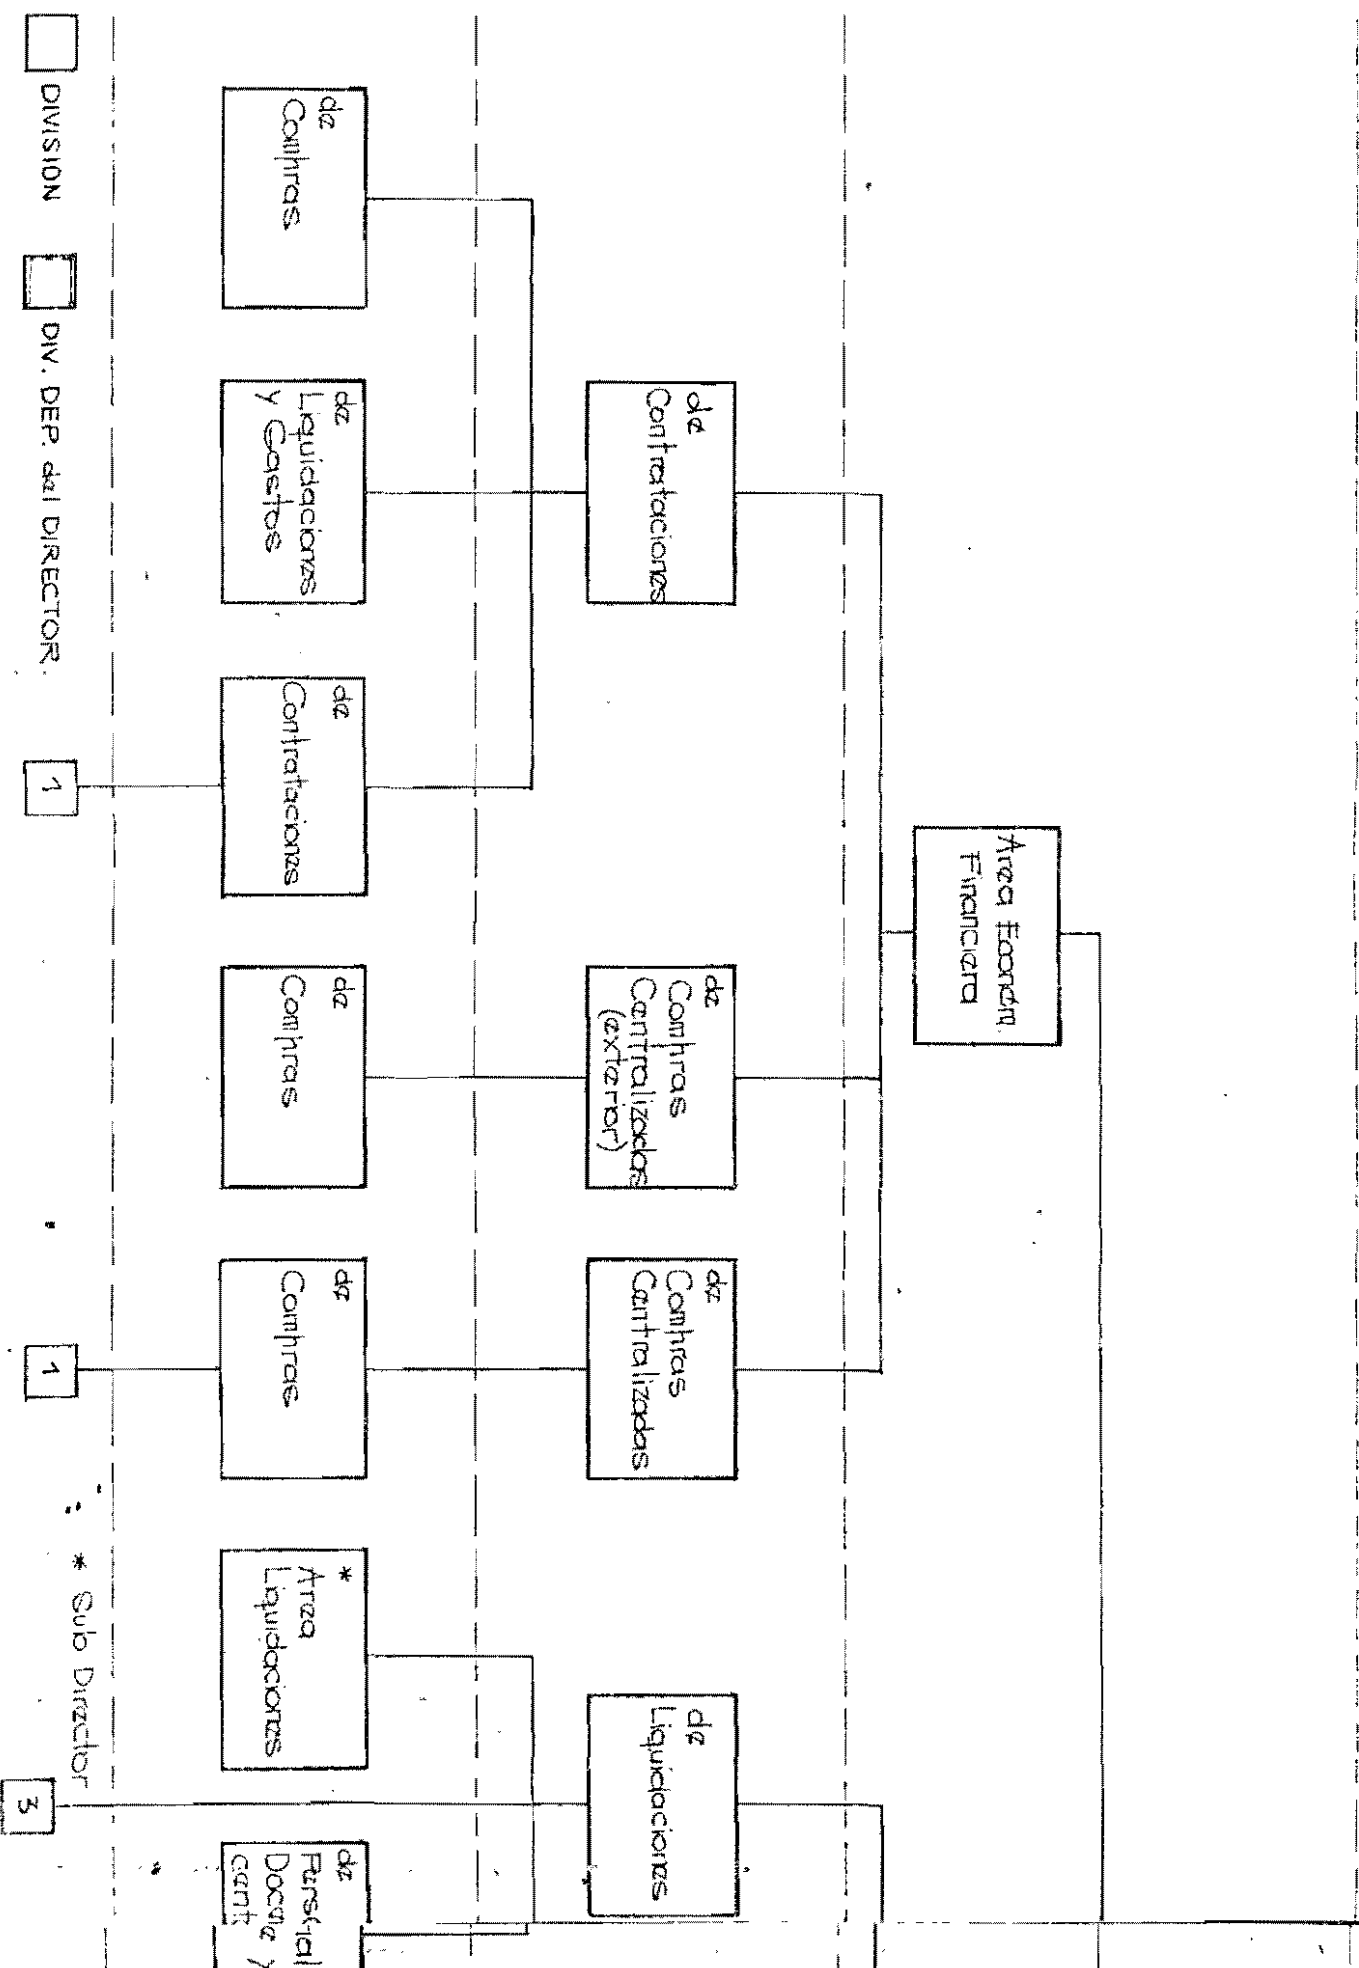 Area Económ.
Financiera
de
Contrataciones
de
Compras
Centralizadas
(exterior)
de
Compras
Centralizadas
de
Liquidaciones
de
Compras
de
Liquidaciones
y Gastos
de
Contrataciones
de
Compras
de
Compras
*
Area
Liquidaciones
de
Personal
Docente y
cent
* Sub Director
DIVISION
DIV. DEP. del DIRECTOR.
1
1
3